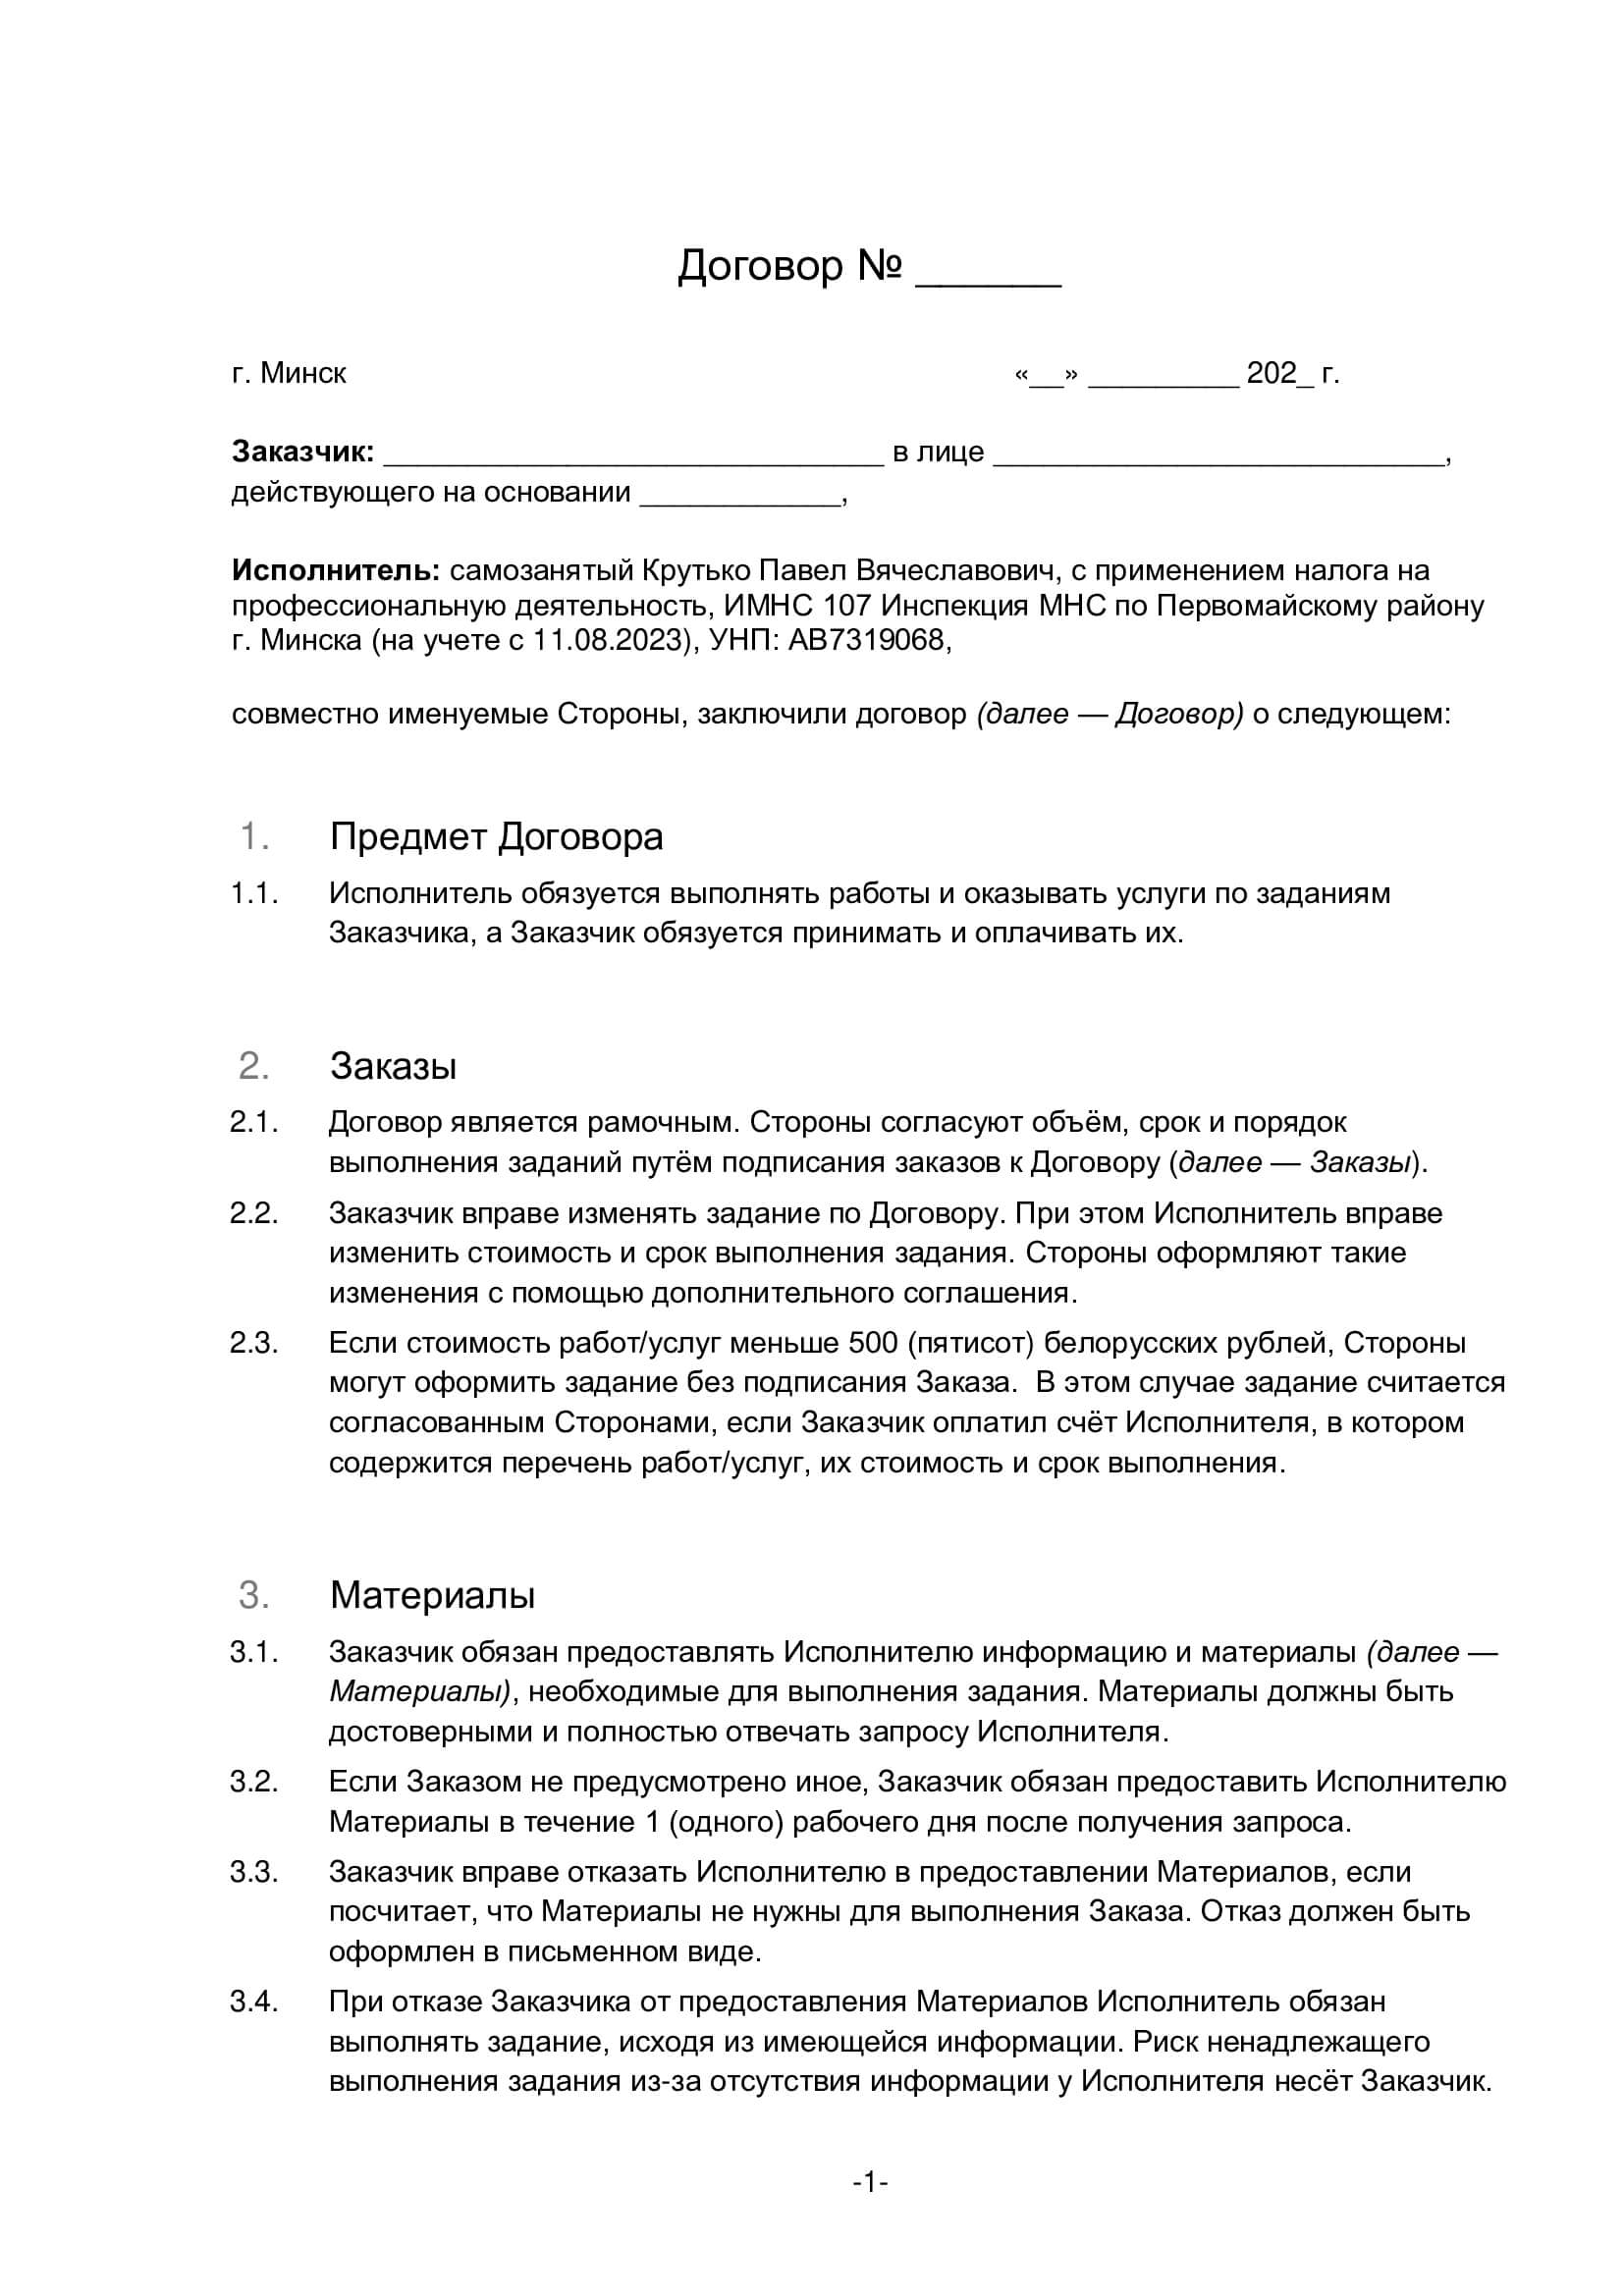 Договор № ______
г. Минск «__» _________ 202_ г.
Заказчик: ______________________________ в лице ___________________________,
действующего на основании ____________,
Исполнитель: самозанятый Крутько Павел Вячеславович, с применением налога на
профессиональную деятельность, ИМНС 107 Инспекция МНС по Первомайскому району
г. Минска (на учете с 11.08.2023), УНП: АВ7319068,
совместно именуемые Стороны, заключили договор (далее — Договор) о следующем:
1. Предмет Договора
1.1. Исполнитель обязуется выполнять работы и оказывать услуги по заданиям
Заказчика, а Заказчик обязуется принимать и оплачивать их.
2. Заказы
2.1. Договор является рамочным. Стороны согласуют объём, срок и порядок
выполнения заданий путём подписания заказов к Договору (далее — Заказы).
2.2. Заказчик вправе изменять задание по Договору. При этом Исполнитель вправе
изменить стоимость и срок выполнения задания. Стороны оформляют такие
изменения с помощью дополнительного соглашения.
2.3. Если стоимость работ/услуг меньше 500 (пятисот) белорусских рублей, Стороны
могут оформить задание без подписания Заказа. В этом случае задание считается
согласованным Сторонами, если Заказчик оплатил счёт Исполнителя, в котором
содержится перечень работ/услуг, их стоимость и срок выполнения.
3. Материалы
3.1. Заказчик обязан предоставлять Исполнителю информацию и материалы (далее —
Материалы), необходимые для выполнения задания. Материалы должны быть
достоверными и полностью отвечать запросу Исполнителя.
3.2. Если Заказом не предусмотрено иное, Заказчик обязан предоставить Исполнителю
Материалы в течение 1 (одного) рабочего дня после получения запроса.
3.3. Заказчик вправе отказать Исполнителю в предоставлении Материалов, если
посчитает, что Материалы не нужны для выполнения Заказа. Отказ должен быть
оформлен в письменном виде.
3.4. При отказе Заказчика от предоставления Материалов Исполнитель обязан
выполнять задание, исходя из имеющейся информации. Риск ненадлежащего
выполнения задания из-за отсутствия информации у Исполнителя несёт Заказчик.
-1-